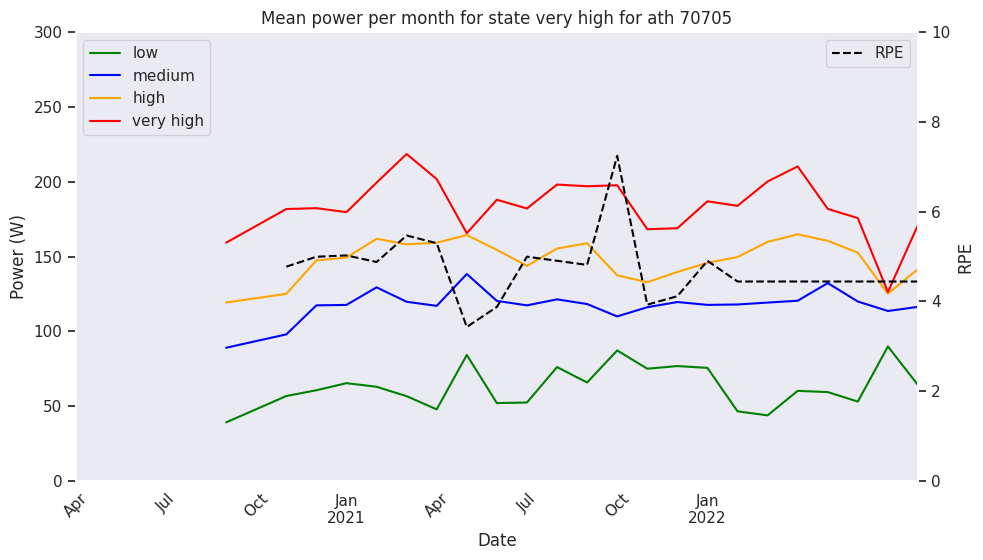 Mean power per month for state very high for ath 70705
300
250
200
150
100
50
0
Power (W)
low
medium
high
very high
RPE
10
8
6
4
2
0
RPE
Apr
Jul
Oct
Jan
2021
Apr
Jul
Oct
Jan
2022
Date